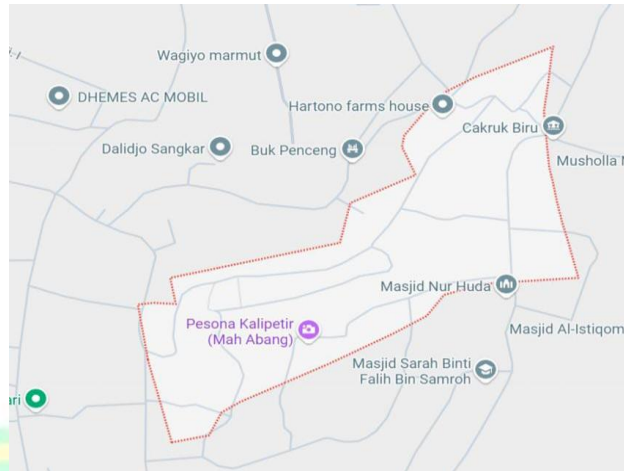 Wagiyo marmut
DHEMES AC MOBIL
Hartono farms house
Cakruk Biru
Dalidjo Sangkar
Buk Penceng
Musholla
Masjid Nur Huda
Pesona Kalipetir
(Mah Abang)
Masjid Al-Istiqom
Masjid Sarah Binti
Falih Bin Samroh
ari